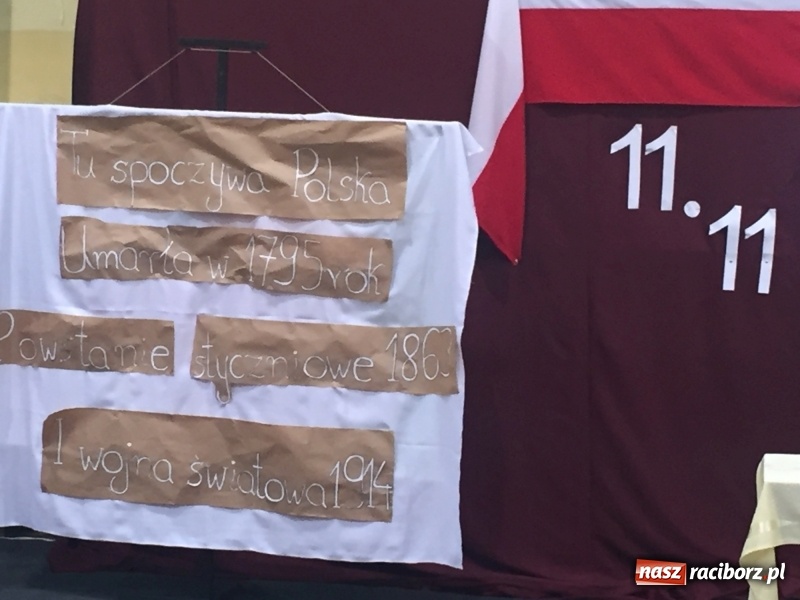 Tu spoczywa Polska
Umarła w 1795 rok
Powstanie styczniowe 1863
I wojna światowa 1914
11.11
nasz raciborz.pl